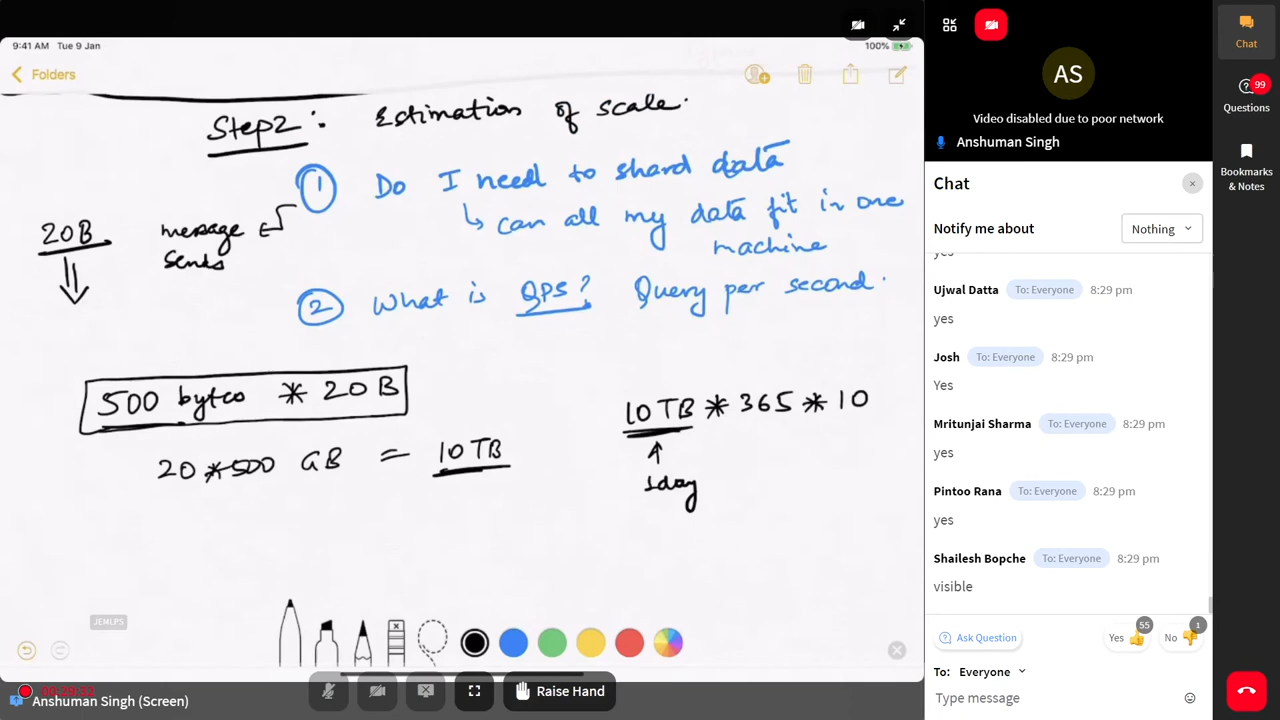 9:41 AM Tue 9 Jan
100%
Folders
Step2 : Estimation of scale.
1 Do I need to shard data
↳ can all my data fit in one
machine
20B
message
sends
2 What is QPS? Query per second.
500 bytes * 20 B
20 * 500 GB = 10 TB
10 TB * 365 * 10
1day
JEMLPS
Anshuman Singh (Screen)
Raise Hand
AS
Video disabled due to poor network
Anshuman Singh
Chat
Notify me about
Nothing
yes
Ujwal Datta To: Everyone 8:29 pm
yes
Josh To: Everyone 8:29 pm
Yes
Mritunjai Sharma To: Everyone 8:29 pm
yes
Pintoo Rana To: Everyone 8:29 pm
yes
Shailesh Bopche To: Everyone 8:29 pm
visible
Ask Question
Yes 55
No 1
To: Everyone
Type message
Chat
99
Questions
Bookmarks
& Notes